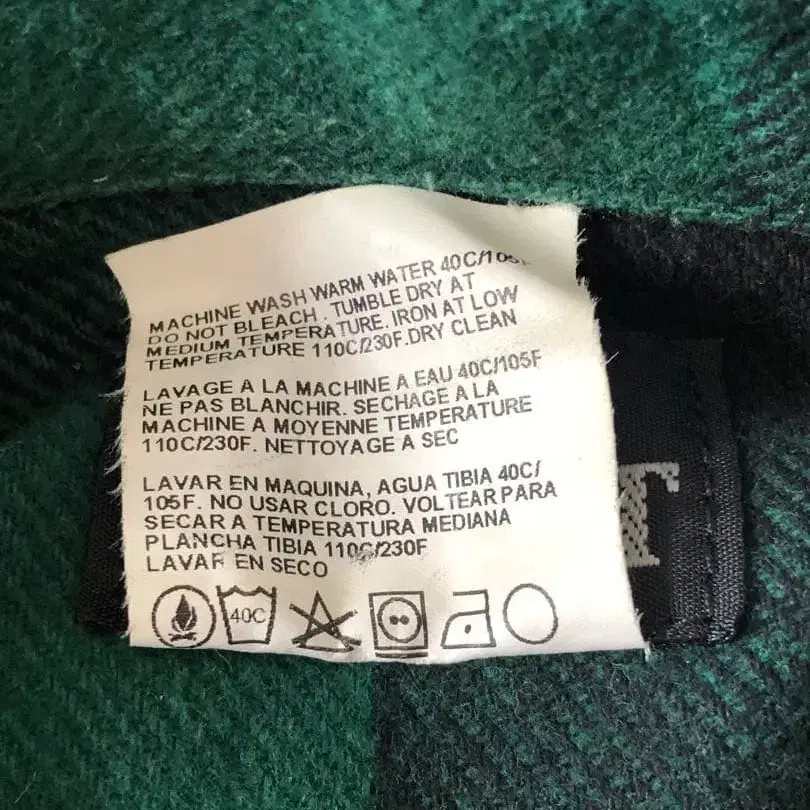 MACHINE WASH WARM WATER 40C/105F
DO NOT BLEACH . TUMBLE DRY AT
MEDIUM TEMPERATURE. IRON AT LOW
TEMPERATURE 110C/230F.DRY CLEAN
LAVAGE A LA MACHINE A EAU 40C/105F
NE PAS BLANCHIR. SECHAGE A LA
MACHINE A MOYENNE TEMPERATURE
110C/230F. NETTOYAGE A SEC
LAVAR EN MAQUINA, AGUA TIBIA 40C/
105F. NO USAR CLORO. VOLTEAR PARA
SECAR A TEMPERATURA MEDIANA
PLANCHA TIBIA 110C/230F
LAVAR EN SECO
40C
T